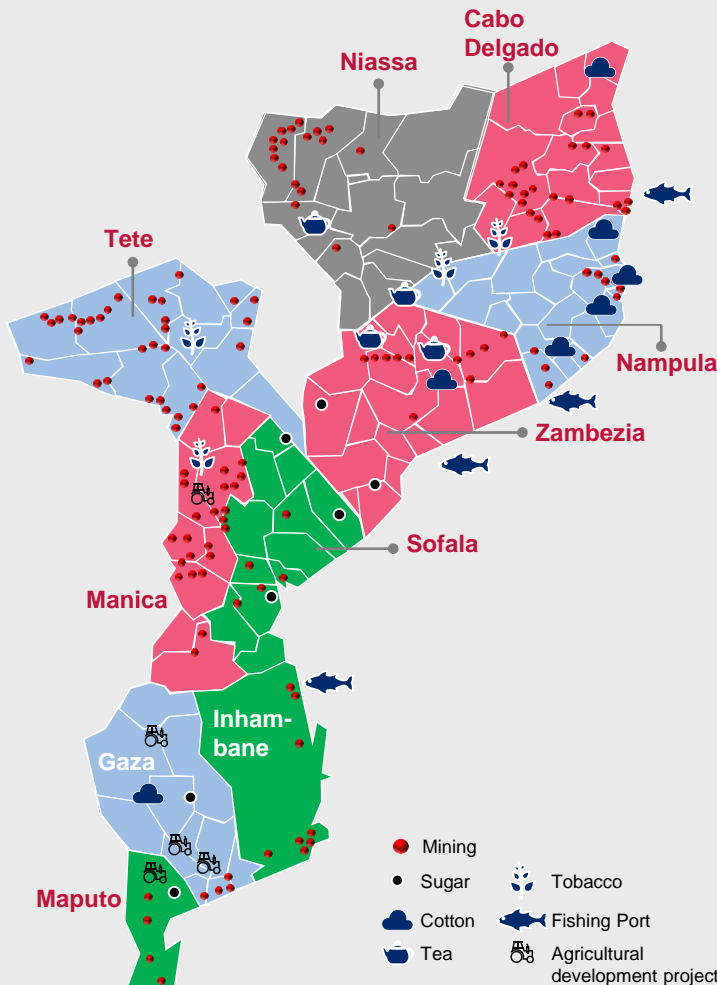 Cabo
Delgado
Niassa
Tete
Nampula
Zambezia
Sofala
Manica
Inham-
bane
Gaza
Maputo
Mining
Sugar
Tobacco
Cotton
Fishing Port
Tea
Agricultural
development project